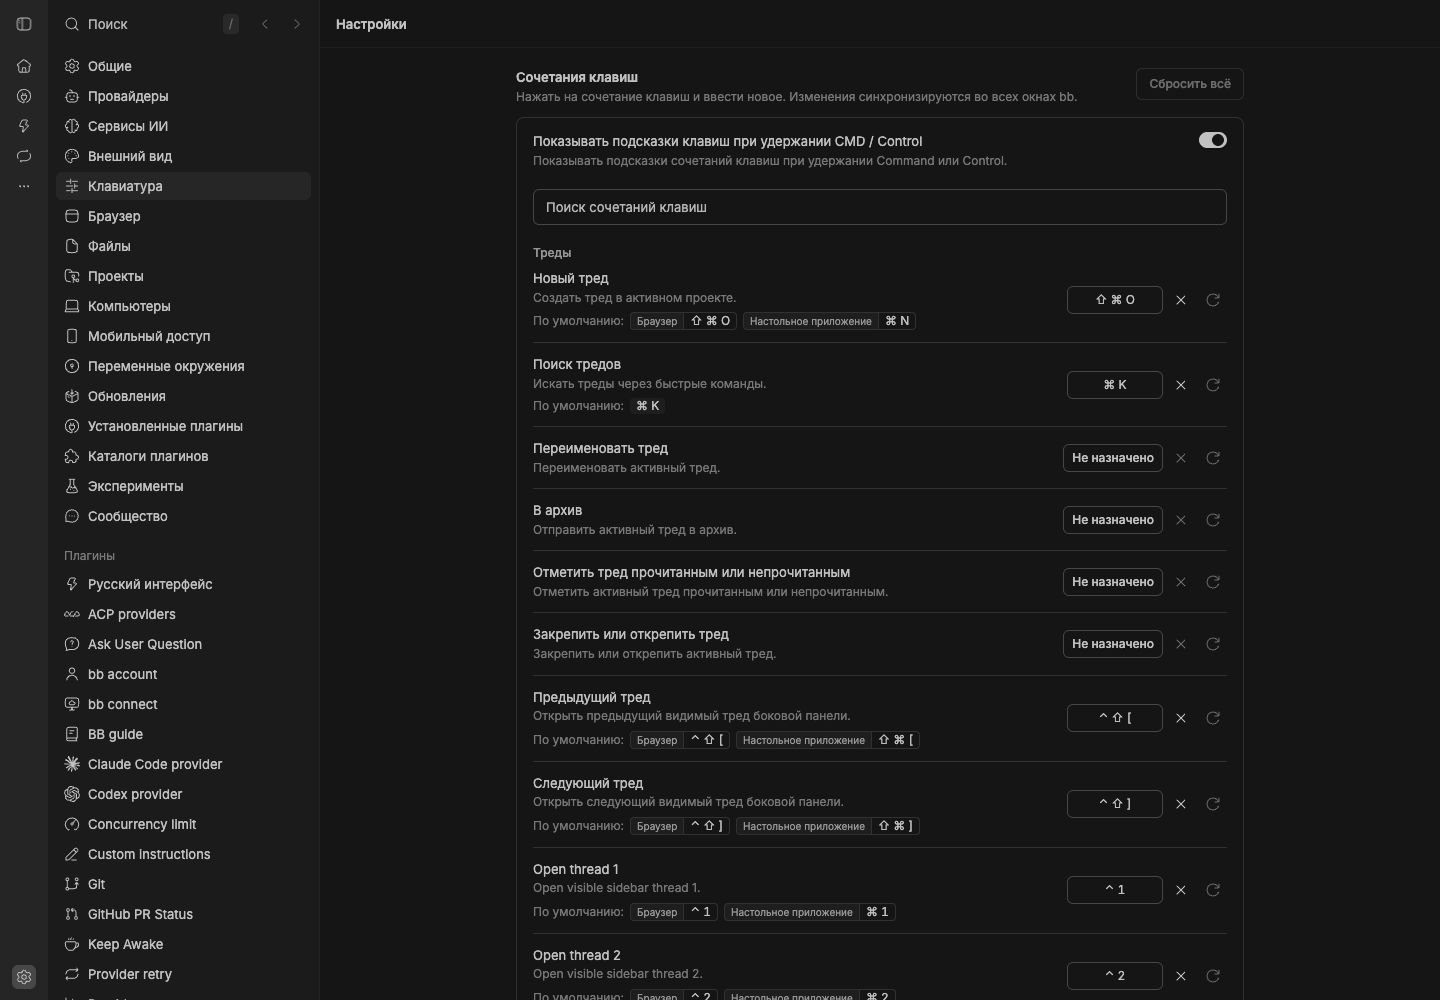 Поиск
/
Общие
Провайдеры
Сервисы ИИ
Внешний вид
Клавиатура
Браузер
Файлы
Проекты
Компьютеры
Мобильный доступ
Переменные окружения
Обновления
Установленные плагины
Каталоги плагинов
Эксперименты
Сообщество
Плагины
Русский интерфейс
ACP providers
Ask User Question
bb account
bb connect
BB guide
Claude Code provider
Codex provider
Concurrency limit
Custom instructions
Git
GitHub PR Status
Keep Awake
Provider retry
Настройки
Сочетания клавиш
Нажать на сочетание клавиш и ввести новое. Изменения синхронизируются во всех окнах bb.
Сбросить всё
Показывать подсказки клавиш при удержании CMD / Control
Показывать подсказки сочетаний клавиш при удержании Command или Control.
Поиск сочетаний клавиш
Треды
Новый тред
Создать тред в активном проекте.
По умолчанию: Браузер ⇧ ⌘ O Настольное приложение ⌘ N
⇧ ⌘ O
Поиск тредов
Искать треды через быстрые команды.
По умолчанию: ⌘ K
⌘ K
Переименовать тред
Переименовать активный тред.
Не назначено
В архив
Отправить активный тред в архив.
Не назначено
Отметить тред прочитанным или непрочитанным
Отметить активный тред прочитанным или непрочитанным.
Не назначено
Закрепить или открепить тред
Закрепить или открепить активный тред.
Не назначено
Предыдущий тред
Открыть предыдущий видимый тред боковой панели.
По умолчанию: Браузер ^ ⇧ [ Настольное приложение ⇧ ⌘ [
^ ⇧ [
Следующий тред
Открыть следующий видимый тред боковой панели.
По умолчанию: Браузер ^ ⇧ ] Настольное приложение ⇧ ⌘ ]
^ ⇧ ]
Open thread 1
Open visible sidebar thread 1.
По умолчанию: Браузер ^ 1 Настольное приложение ⌘ 1
^ 1
Open thread 2
Open visible sidebar thread 2.
По умолчанию: Браузер ^ 2 Настольное приложение ⌘ 2
^ 2